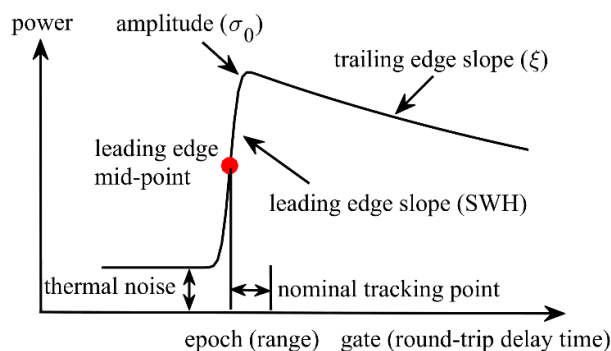 power
amplitude (σ₀)
trailing edge slope (ξ)
leading edge
mid-point
leading edge slope (SWH)
thermal noise
nominal tracking point
epoch (range)
gate (round-trip delay time)